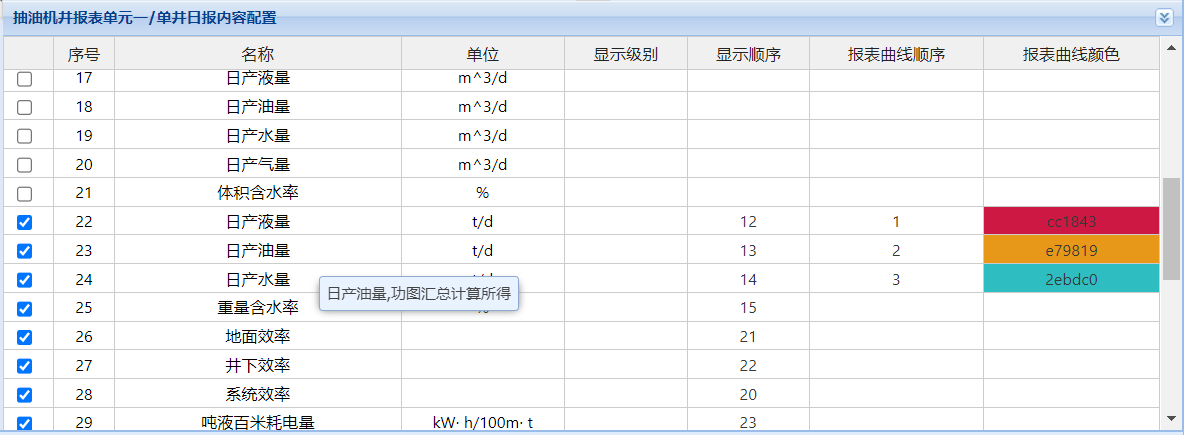 抽油机井报表单元一/单井日报内容配置
序号 名称 单位 显示级别 显示顺序 报表曲线顺序 报表曲线颜色
17 日产液量 m^3/d
18 日产油量 m^3/d
19 日产水量 m^3/d
20 日产气量 m^3/d
21 体积含水率 %
22 日产液量 t/d 12 1 cc1843
23 日产油量 t/d 13 2 e79819
24 日产水量 14 3 2ebdc0
日产油量,功图汇总计算所得
25 重量含水率 % 15
26 地面效率 21
27 井下效率 22
28 系统效率 20
29 吨液百米耗电量 kW· h/100m· t 23